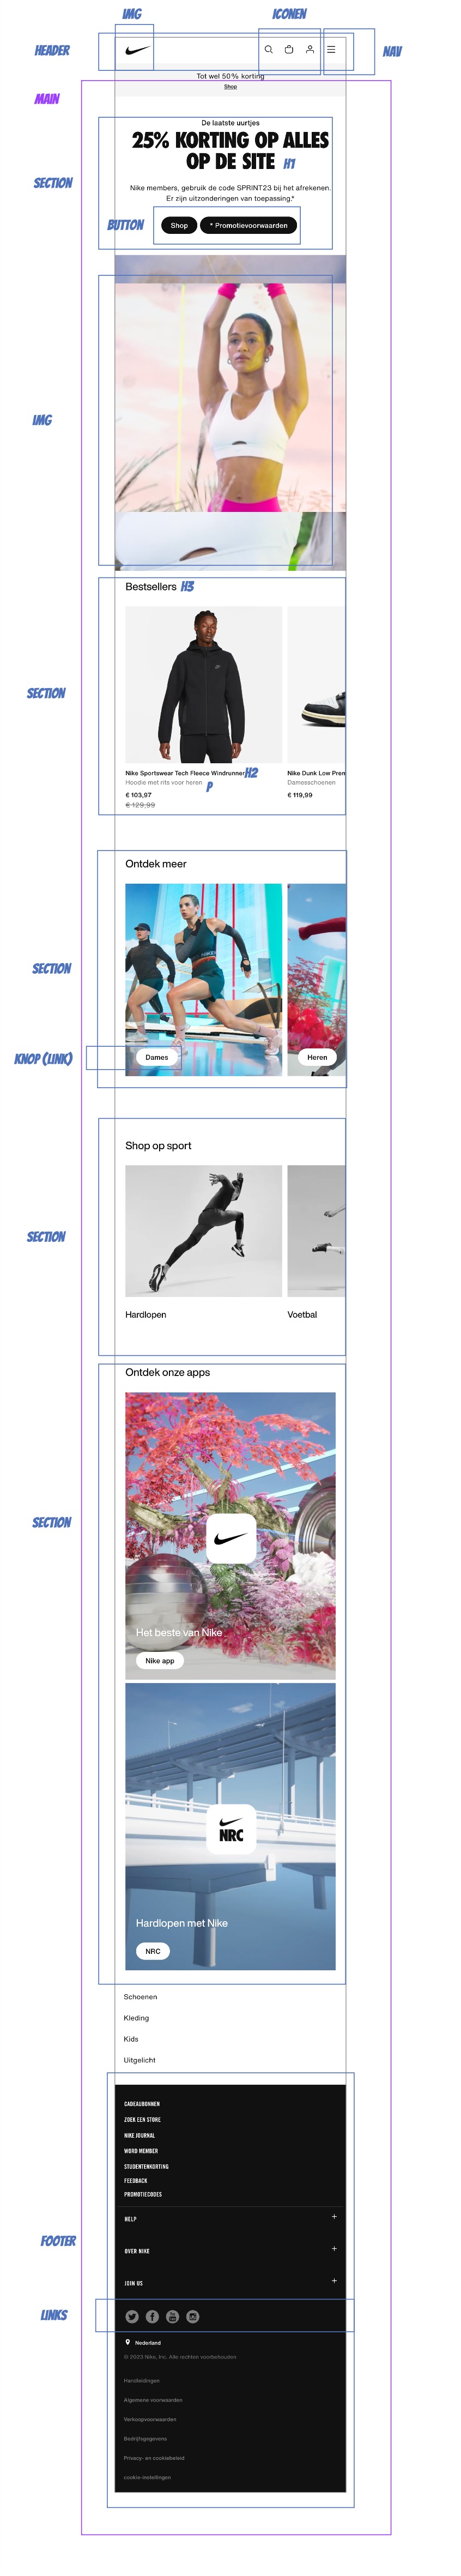 IMG
ICONEN
HEADER
NAV
Tot wel 50% korting
Shop
MAIN
De laatste uurtjes
25% KORTING OP ALLES
OP DE SITE H1
SECTION
Nike members, gebruik de code SPRINT23 bij het afrekenen.
Er zijn uitzonderingen van toepassing.*
BUTTON
Shop
* Promotievoorwaarden
IMG
Bestsellers H3
SECTION
Nike Sportswear Tech Fleece Windrunner H2
Hoodie met rits voor heren P
€ 103,97
€ 129,99
Nike Dunk Low Prem
Damesschoenen
€ 119,99
Ontdek meer
SECTION
KNOP (LINK)
Dames
Heren
Shop op sport
SECTION
Hardlopen
Voetbal
Ontdek onze apps
SECTION
Het beste van Nike
Nike app
NRC
Hardlopen met Nike
NRC
Schoenen
Kleding
Kids
Uitgelicht
CADEAUBONNEN
ZOEK EEN STORE
NIKE JOURNAL
WORD MEMBER
STUDENTENKORTING
FEEDBACK
PROMOTIECODES
HELP +
FOOTER
OVER NIKE +
JOIN US +
LINKS
Nederland
© 2023 Nike, Inc. Alle rechten voorbehouden
Handleidingen
Algemene voorwaarden
Verkoopvoorwaarden
Bedrijfsgegevens
Privacy- en cookiebeleid
cookie-instellingen